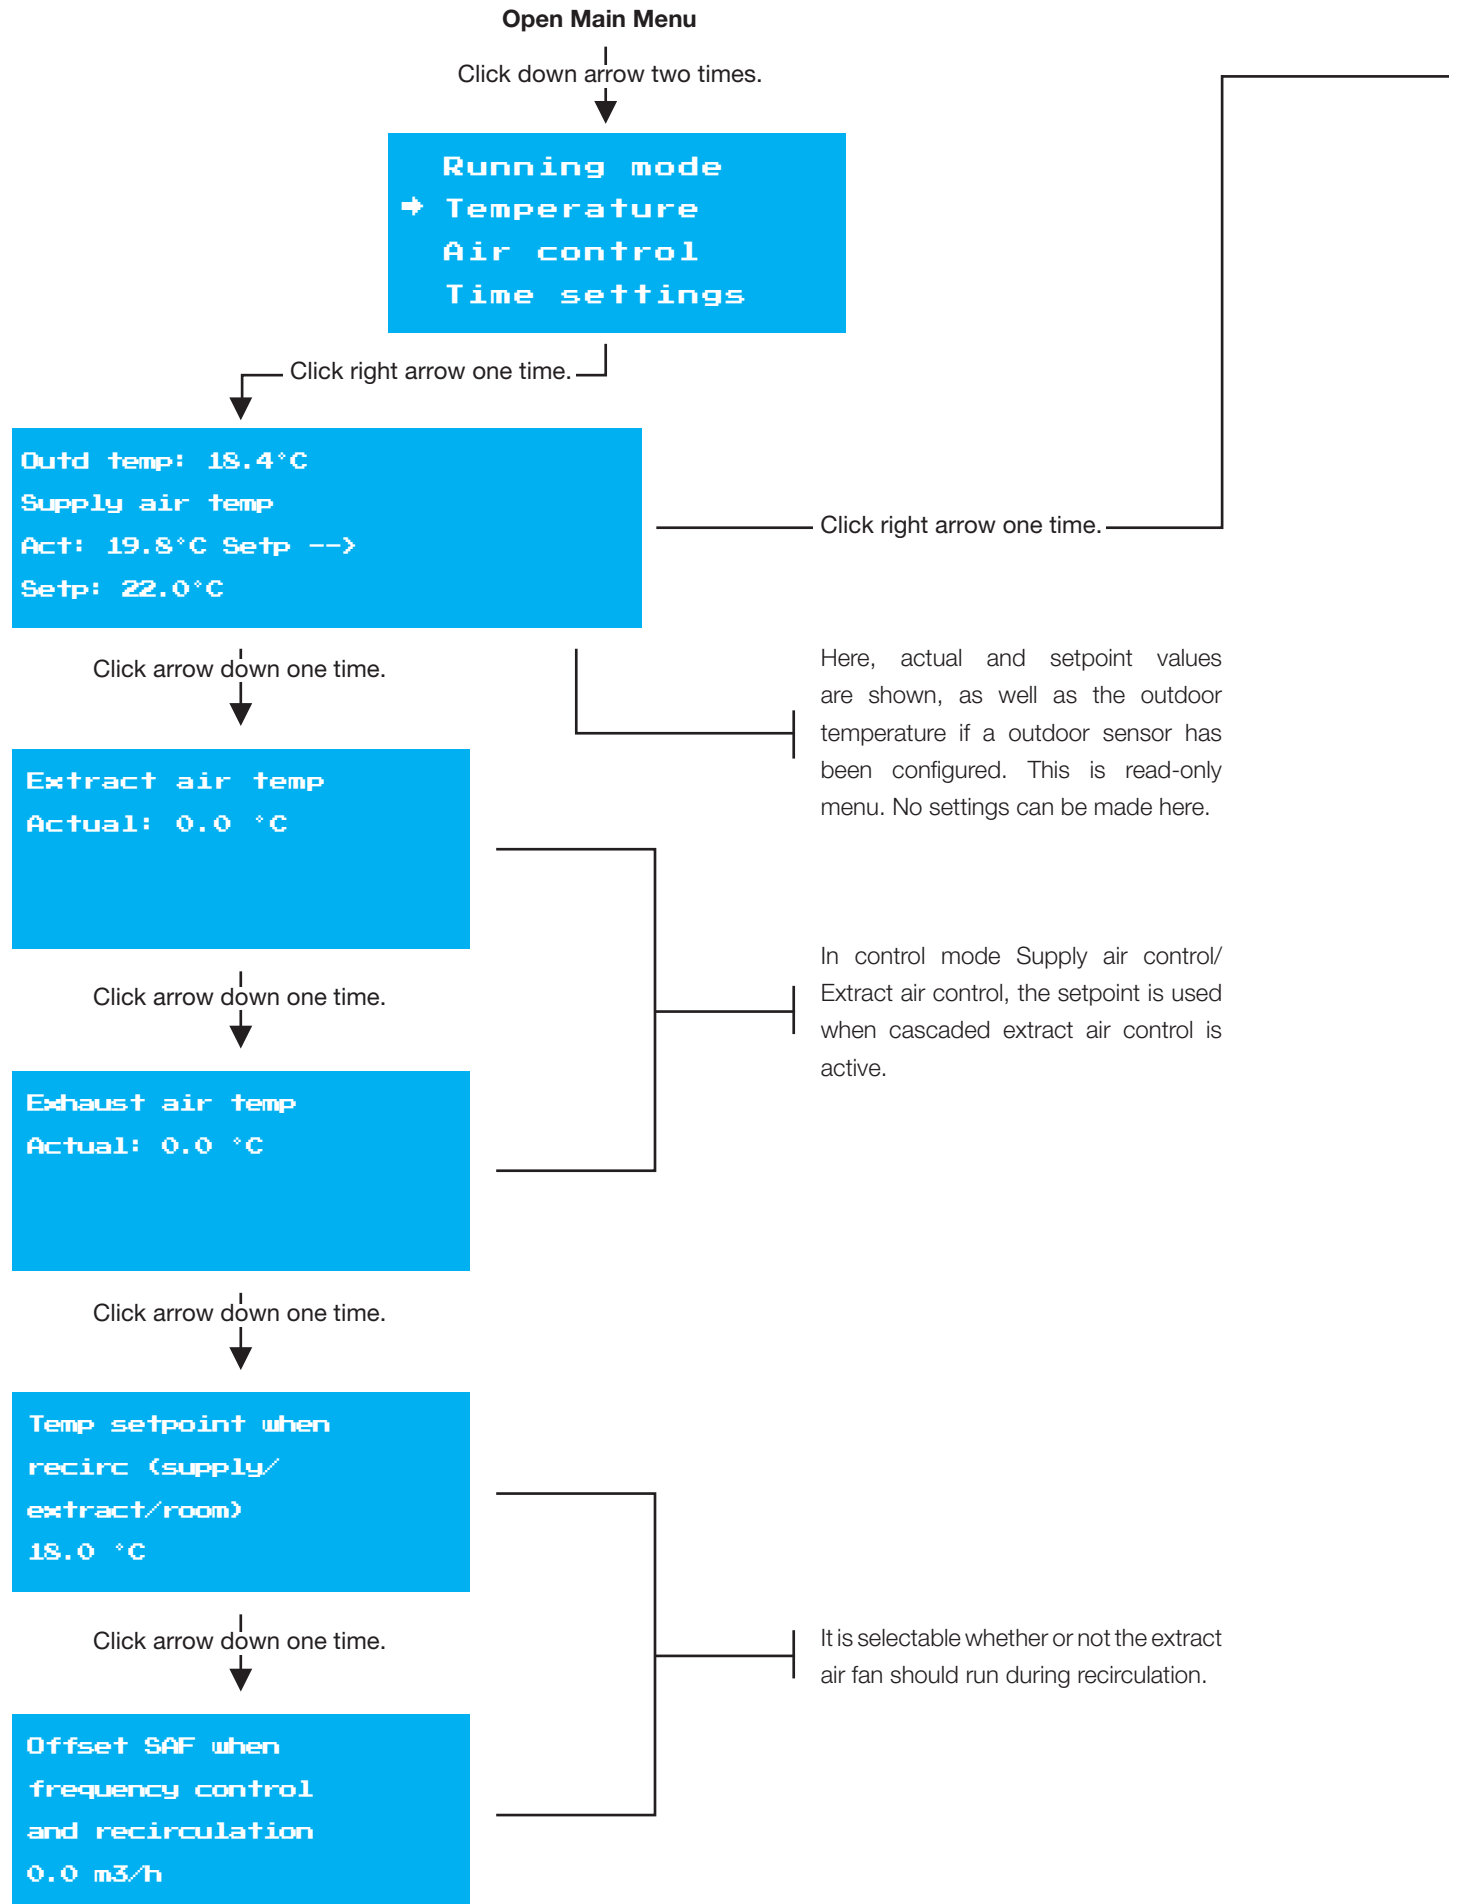 Open Main Menu
Click down arrow two times.
Running mode
Temperature
Air control
Time settings
Click right arrow one time.
Outd temp: 18.4°C
Supply air temp
Act: 19.8°C Setp -->
Setp: 22.0°C
Click right arrow one time.
Click arrow down one time.
Here, actual and setpoint values
are shown, as well as the outdoor
temperature if a outdoor sensor has
been configured. This is read-only
menu. No settings can be made here.
Extract air temp
Actual: 0.0 °C
In control mode Supply air control/
Extract air control, the setpoint is used
when cascaded extract air control is
active.
Click arrow down one time.
Exhaust air temp
Actual: 0.0 °C
Click arrow down one time.
Temp setpoint when
recirc (supply/
extract/room)
18.0 °C
Click arrow down one time.
It is selectable whether or not the extract
air fan should run during recirculation.
Offset SAF when
frequency control
and recirculation
0.0 m3/h